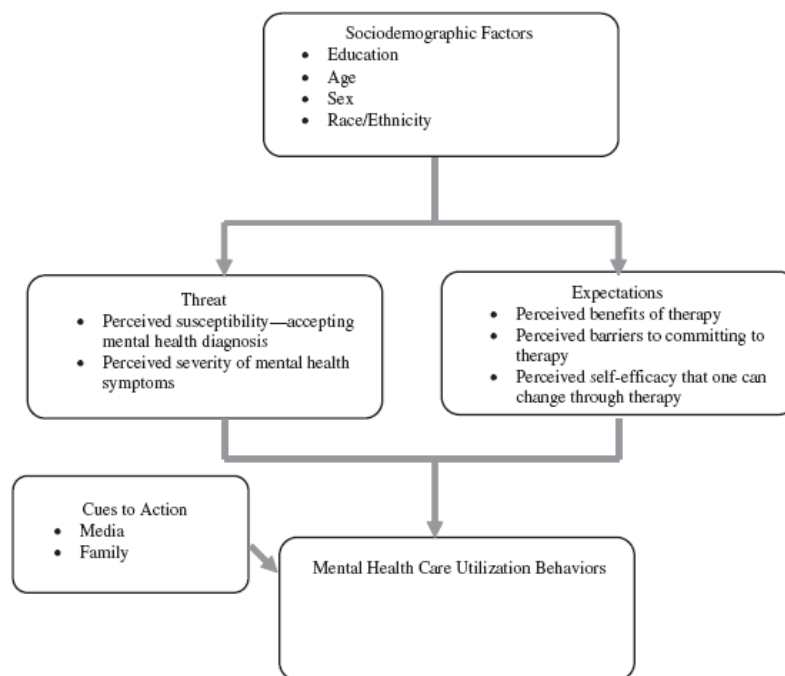 Sociodemographic Factors
• Education
• Age
• Sex
• Race/Ethnicity
Threat
• Perceived susceptibility—accepting
mental health diagnosis
• Perceived severity of mental health
symptoms
Expectations
• Perceived benefits of therapy
• Perceived barriers to committing to
therapy
• Perceived self-efficacy that one can
change through therapy
Cues to Action
• Media
• Family
Mental Health Care Utilization Behaviors